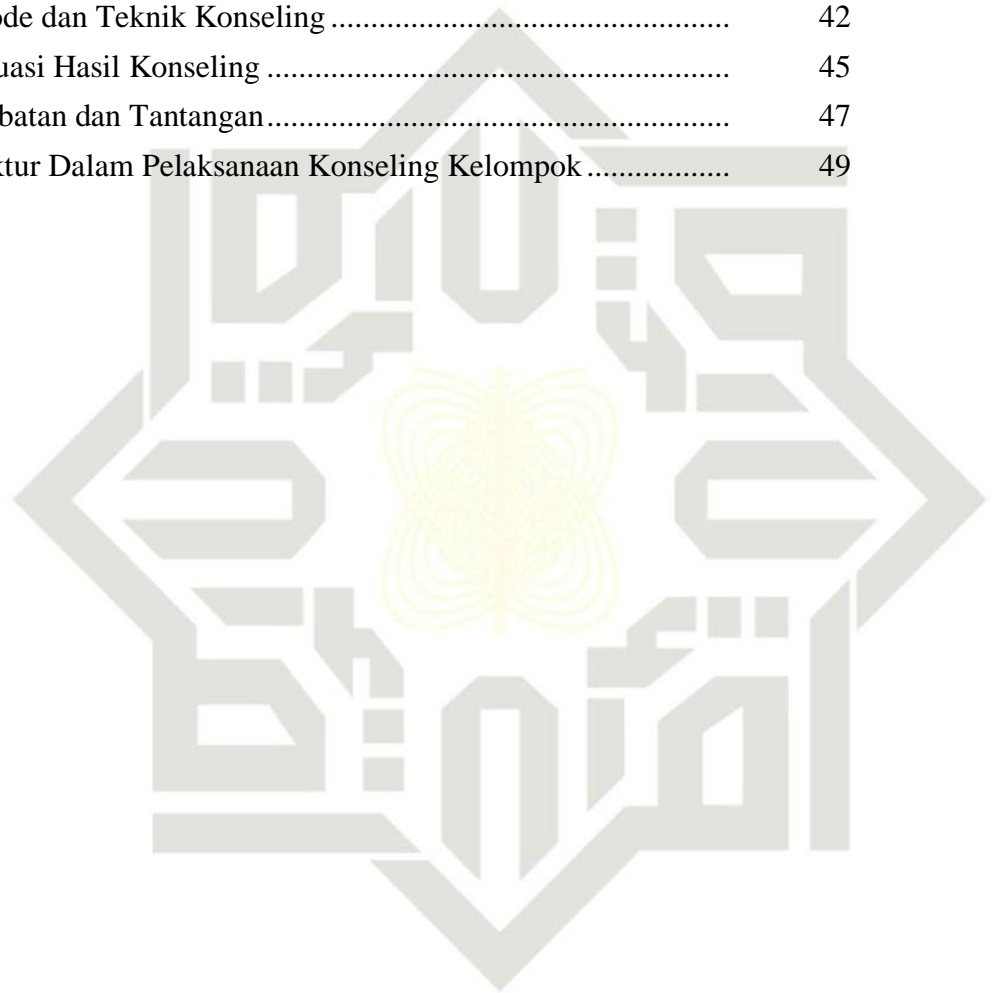 ode dan Teknik Konseling ................................................... 42
uasi Hasil Konseling ........................................................... 45
batan dan Tantangan ........................................................... 47
ktur Dalam Pelaksanaan Konseling Kelompok .................. 49